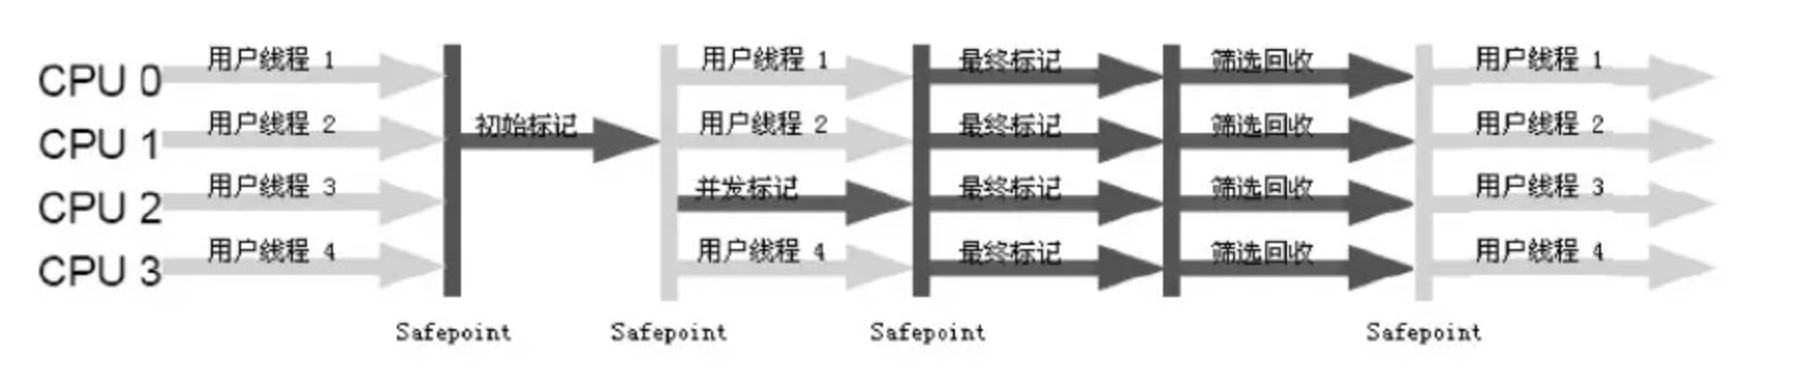 CPU 0 用户线程 1 用户线程 1 最终标记 筛选回收 用户线程 1
CPU 1 用户线程 2 初始标记 用户线程 2 最终标记 筛选回收 用户线程 2
CPU 2 用户线程 3 并发标记 最终标记 筛选回收 用户线程 3
CPU 3 用户线程 4 用户线程 4 最终标记 筛选回收 用户线程 4
Safepoint Safepoint Safepoint Safepoint